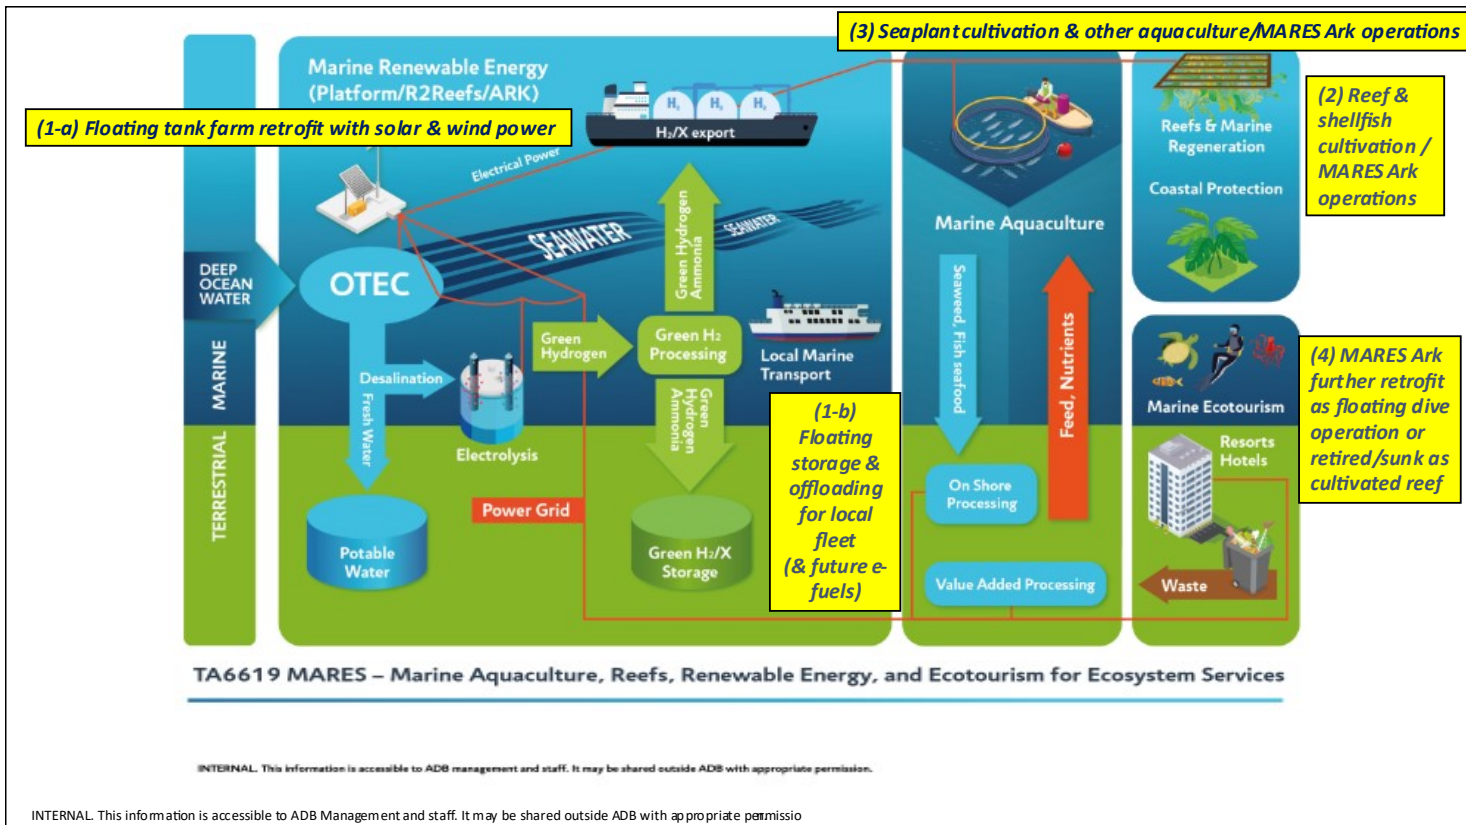 (3) Seaplant cultivation & other aquaculture/MARES Ark operations
Marine Renewable Energy
(Platform/R2Reefs/ARK)
(1-a) Floating tank farm retrofit with solar & wind power
H₂ H₂ H₂
H₂/X export
Electrical Power
Reefs & Marine
Regeneration
Coastal Protection
(2) Reef &
shellfish
cultivation /
MARES Ark
operations
DEEP
OCEAN
WATER
OTEC
SEAWATER
SEAWATER
Green Hydrogen
Ammonia
Marine Aquaculture
Green
Hydrogen
Green H₂
Processing
Local Marine
Transport
Desalination
Fresh Water
Electrolysis
Green
Hydrogen
Ammonia
Seaweed, Fish seafood
Feed, Nutrients
Marine Ecotourism
(4) MARES Ark
further retrofit
as floating dive
operation or
retired/sunk as
cultivated reef
MARINE
TERRESTRIAL
(1-b)
Floating
storage &
offloading
for local
fleet
(& future e-
fuels)
Resorts
Hotels
On Shore
Processing
Power Grid
Potable
Water
Green H₂/X
Storage
Value Added Processing
Waste
TA6619 MARES – Marine Aquaculture, Reefs, Renewable Energy, and Ecotourism for Ecosystem Services
INTERNAL. This information is accessible to ADB management and staff. It may be shared outside ADB with appropriate permission.
INTERNAL. This information is accessible to ADB Management and staff. It may be shared outside ADB with appropriate